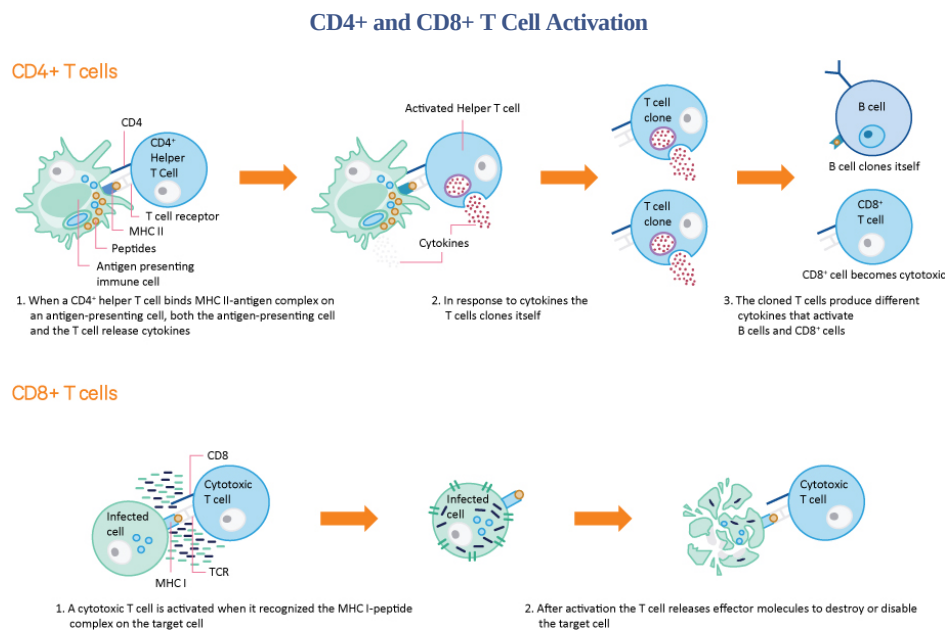 CD4+ and CD8+ T Cell Activation
CD4+ T cells
CD4
CD4⁺
Helper
T Cell
T cell receptor
MHC II
Peptides
Antigen presenting
immune cell
Activated Helper T cell
Cytokines
T cell
clone
T cell
clone
B cell
B cell clones itself
CD8⁺
T cell
CD8⁺ cell becomes cytotoxic
1. When a CD4⁺ helper T cell binds MHC II-antigen complex on
an antigen-presenting cell, both the antigen-presenting cell
and the T cell release cytokines
2. In response to cytokines the
T cells clones itself
3. The cloned T cells produce different
cytokines that activate
B cells and CD8⁺ cells
CD8+ T cells
CD8
Cytotoxic
T cell
Infected
cell
MHC I
TCR
Infected
cell
Cytotoxic
T cell
1. A cytotoxic T cell is activated when it recognized the MHC I-peptide
complex on the target cell
2. After activation the T cell releases effector molecules to destroy or disable
the target cell